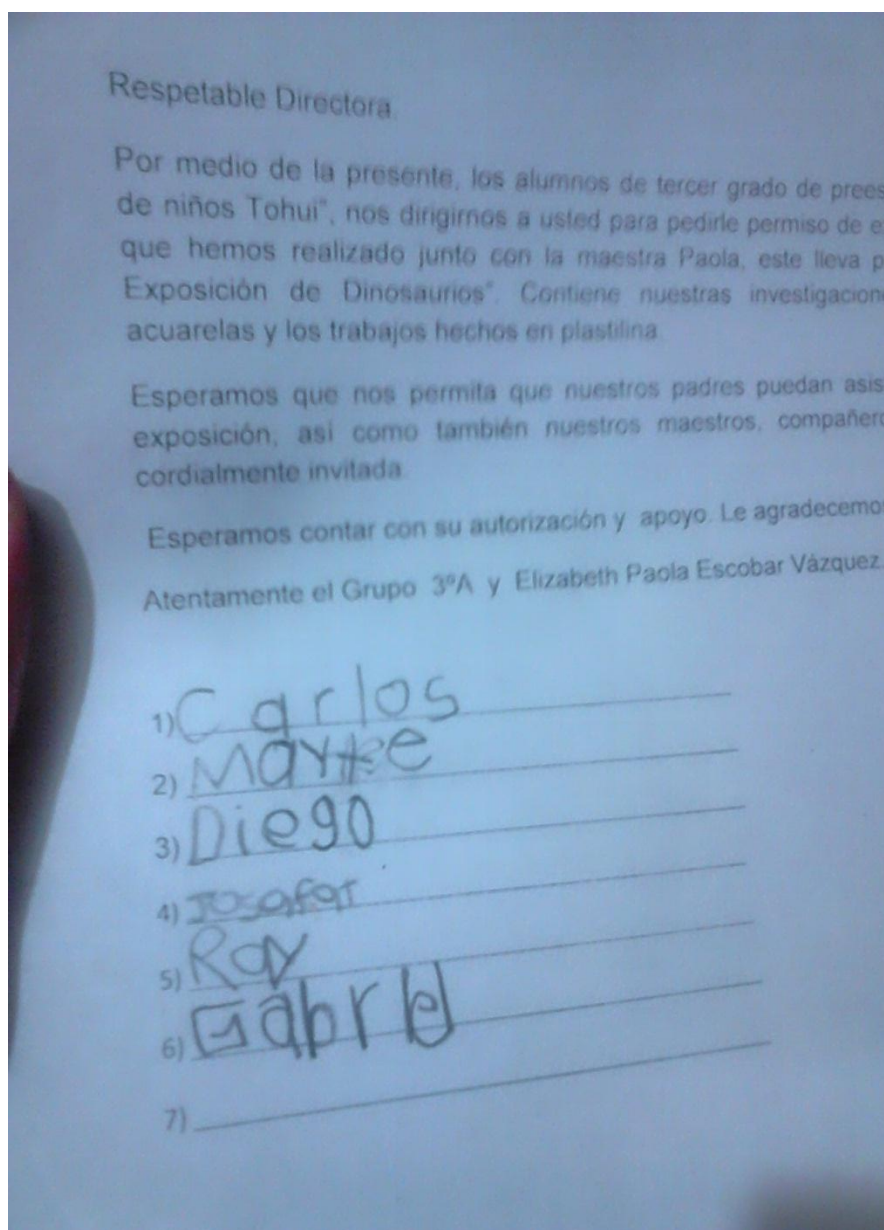 Respetable Directora.
Por medio de la presente, los alumnos de tercer grado de prees
de niños Tohui", nos dirigimos a usted para pedirle permiso de e
que hemos realizado junto con la maestra Paola, este lleva p
Exposición de Dinosaurios". Contiene nuestras investigacion
acuarelas y los trabajos hechos en plastilina.
Esperamos que nos permita que nuestros padres puedan asis
exposición, así como también nuestros maestros, compañer
cordialmente invitada.
Esperamos contar con su autorización y apoyo. Le agradecemo
Atentamente el Grupo 3ºA y Elizabeth Paola Escobar Vázquez.
1) Carlos
2)
3) Diego
4) Josafat
5) Roy
6)
7)